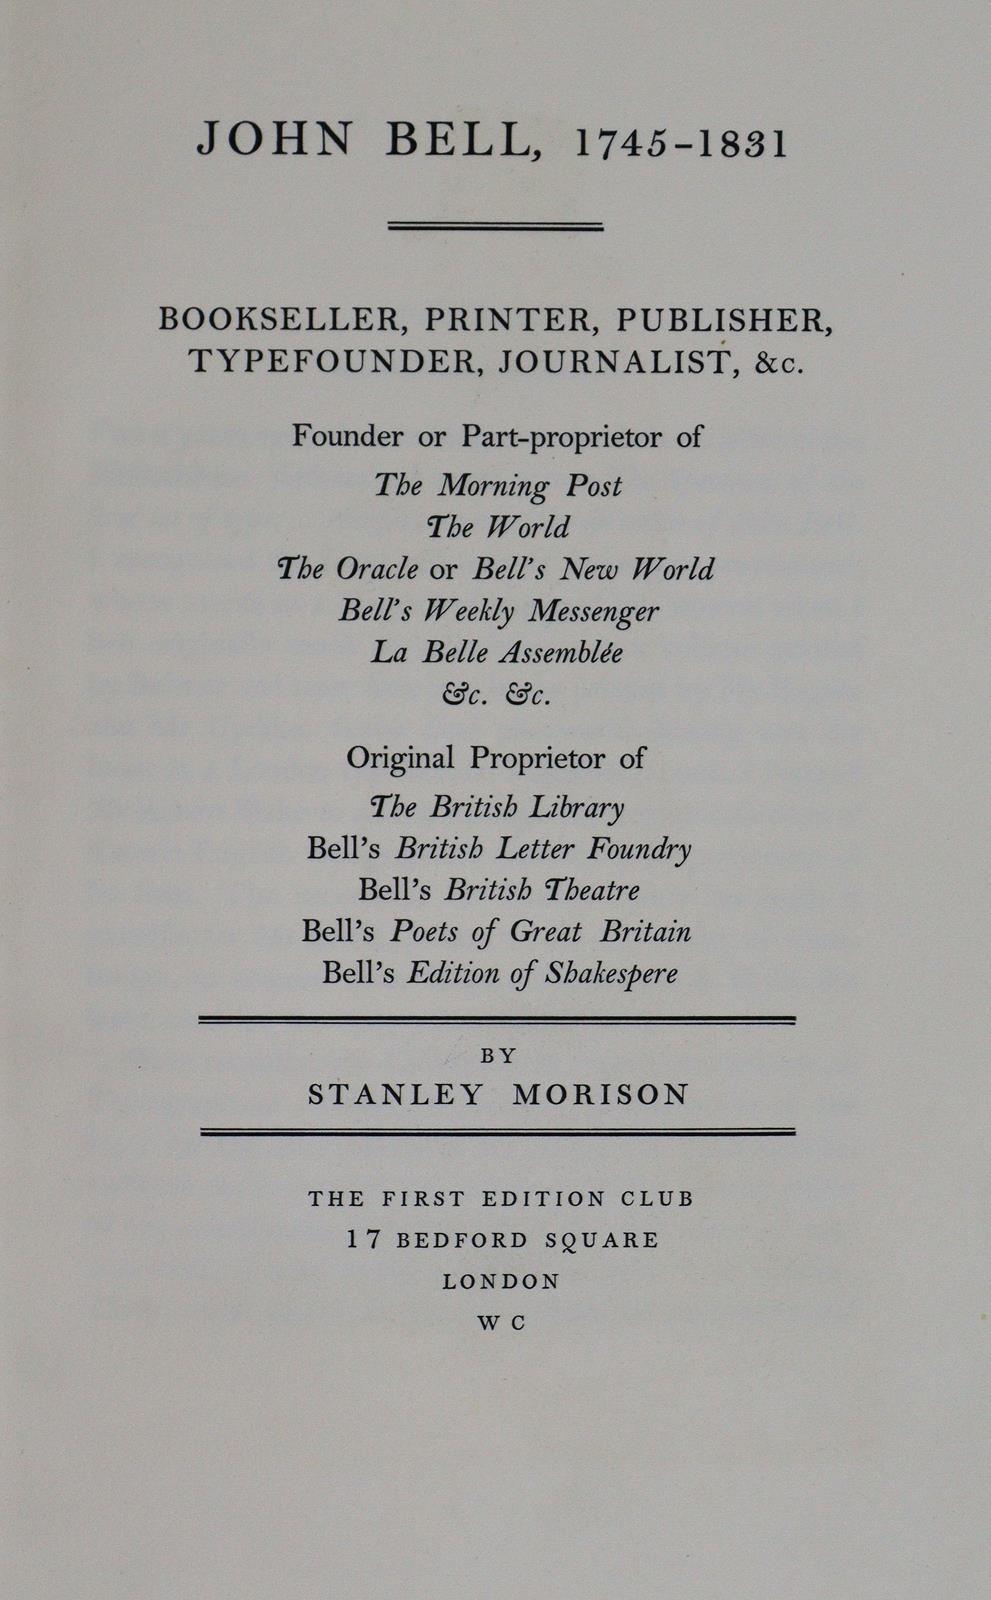 JOHN BELL, 1745-1831
BOOKSELLER, PRINTER, PUBLISHER,
TYPEFOUNDER, JOURNALIST, &c.
Founder or Part-proprietor of
The Morning Post
The World
The Oracle or Bell's New World
Bell's Weekly Messenger
La Belle Assemblée
&c. &c.
Original Proprietor of
The British Library
Bell's British Letter Foundry
Bell's British Theatre
Bell's Poets of Great Britain
Bell's Edition of Shakespere
BY
STANLEY MORISON
THE FIRST EDITION CLUB
17 BEDFORD SQUARE
LONDON
W C